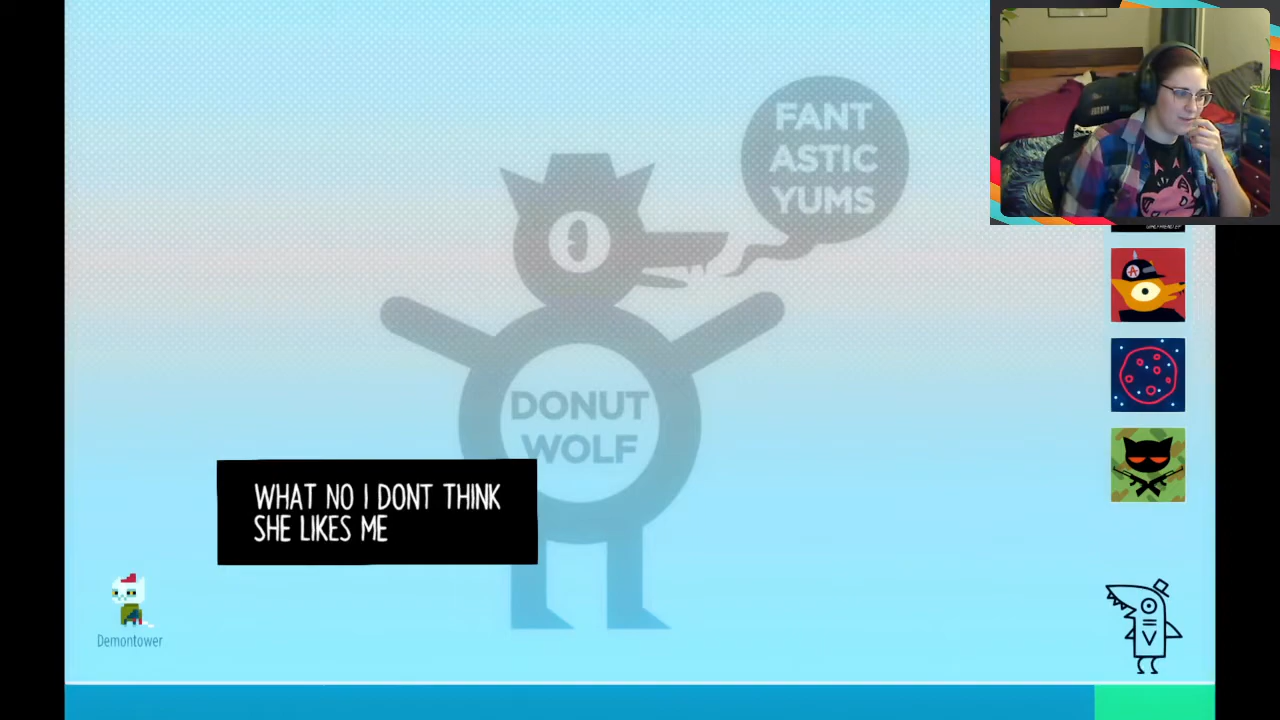 FANT
ASTIC
YUMS
DONUT
WOLF
WHAT NO I DONT THINK
SHE LIKES ME
Demontower